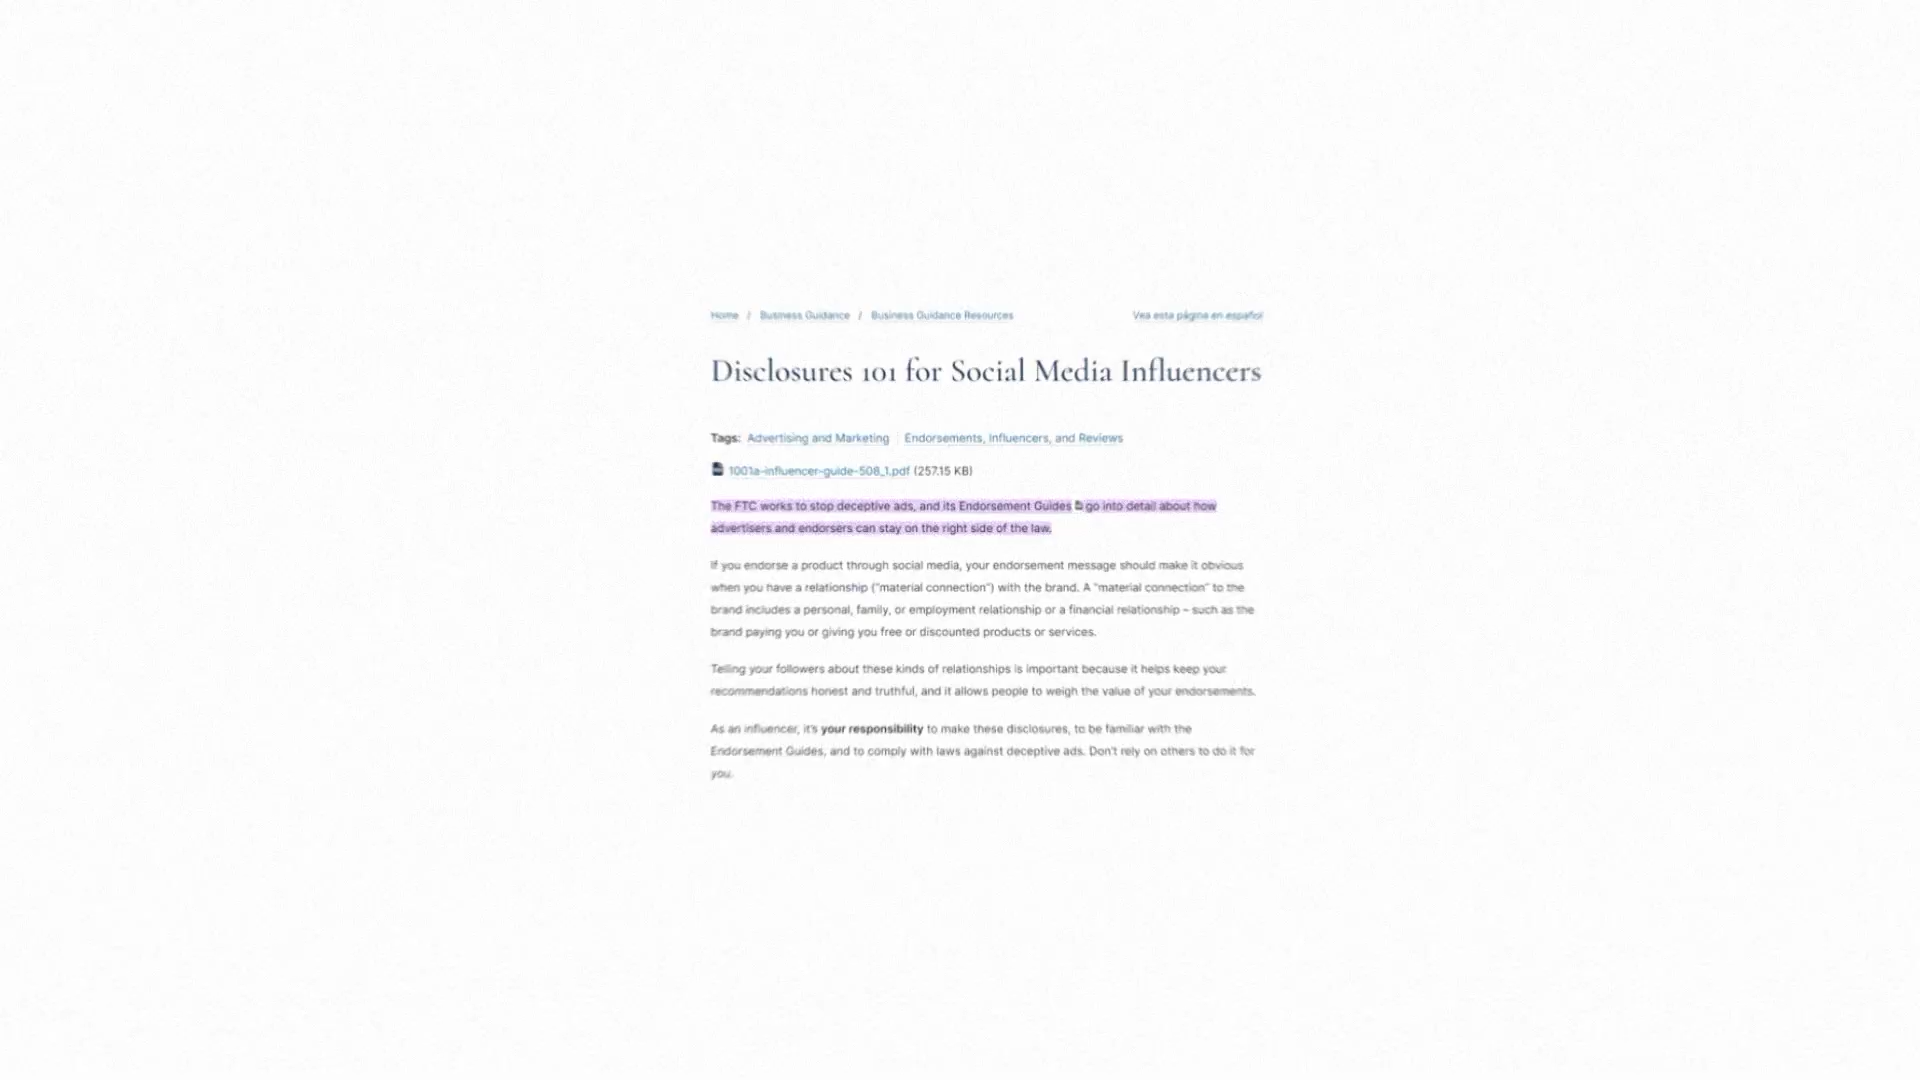 Home / Business Guidance / Business Guidance Resources Vea esta página en español
Disclosures 101 for Social Media Influencers
Tags: Advertising and Marketing | Endorsements, Influencers, and Reviews
1001a-influencer-guide-508_1.pdf (257.15 KB)
The FTC works to stop deceptive ads, and its Endorsement Guides go into detail about how
advertisers and endorsers can stay on the right side of the law.
If you endorse a product through social media, your endorsement message should make it obvious
when you have a relationship ("material connection") with the brand. A "material connection" to the
brand includes a personal, family, or employment relationship or a financial relationship – such as the
brand paying you or giving you free or discounted products or services.
Telling your followers about these kinds of relationships is important because it helps keep your
recommendations honest and truthful, and it allows people to weigh the value of your endorsements.
As an influencer, it's your responsibility to make these disclosures, to be familiar with the
Endorsement Guides, and to comply with laws against deceptive ads. Don't rely on others to do it for
you.